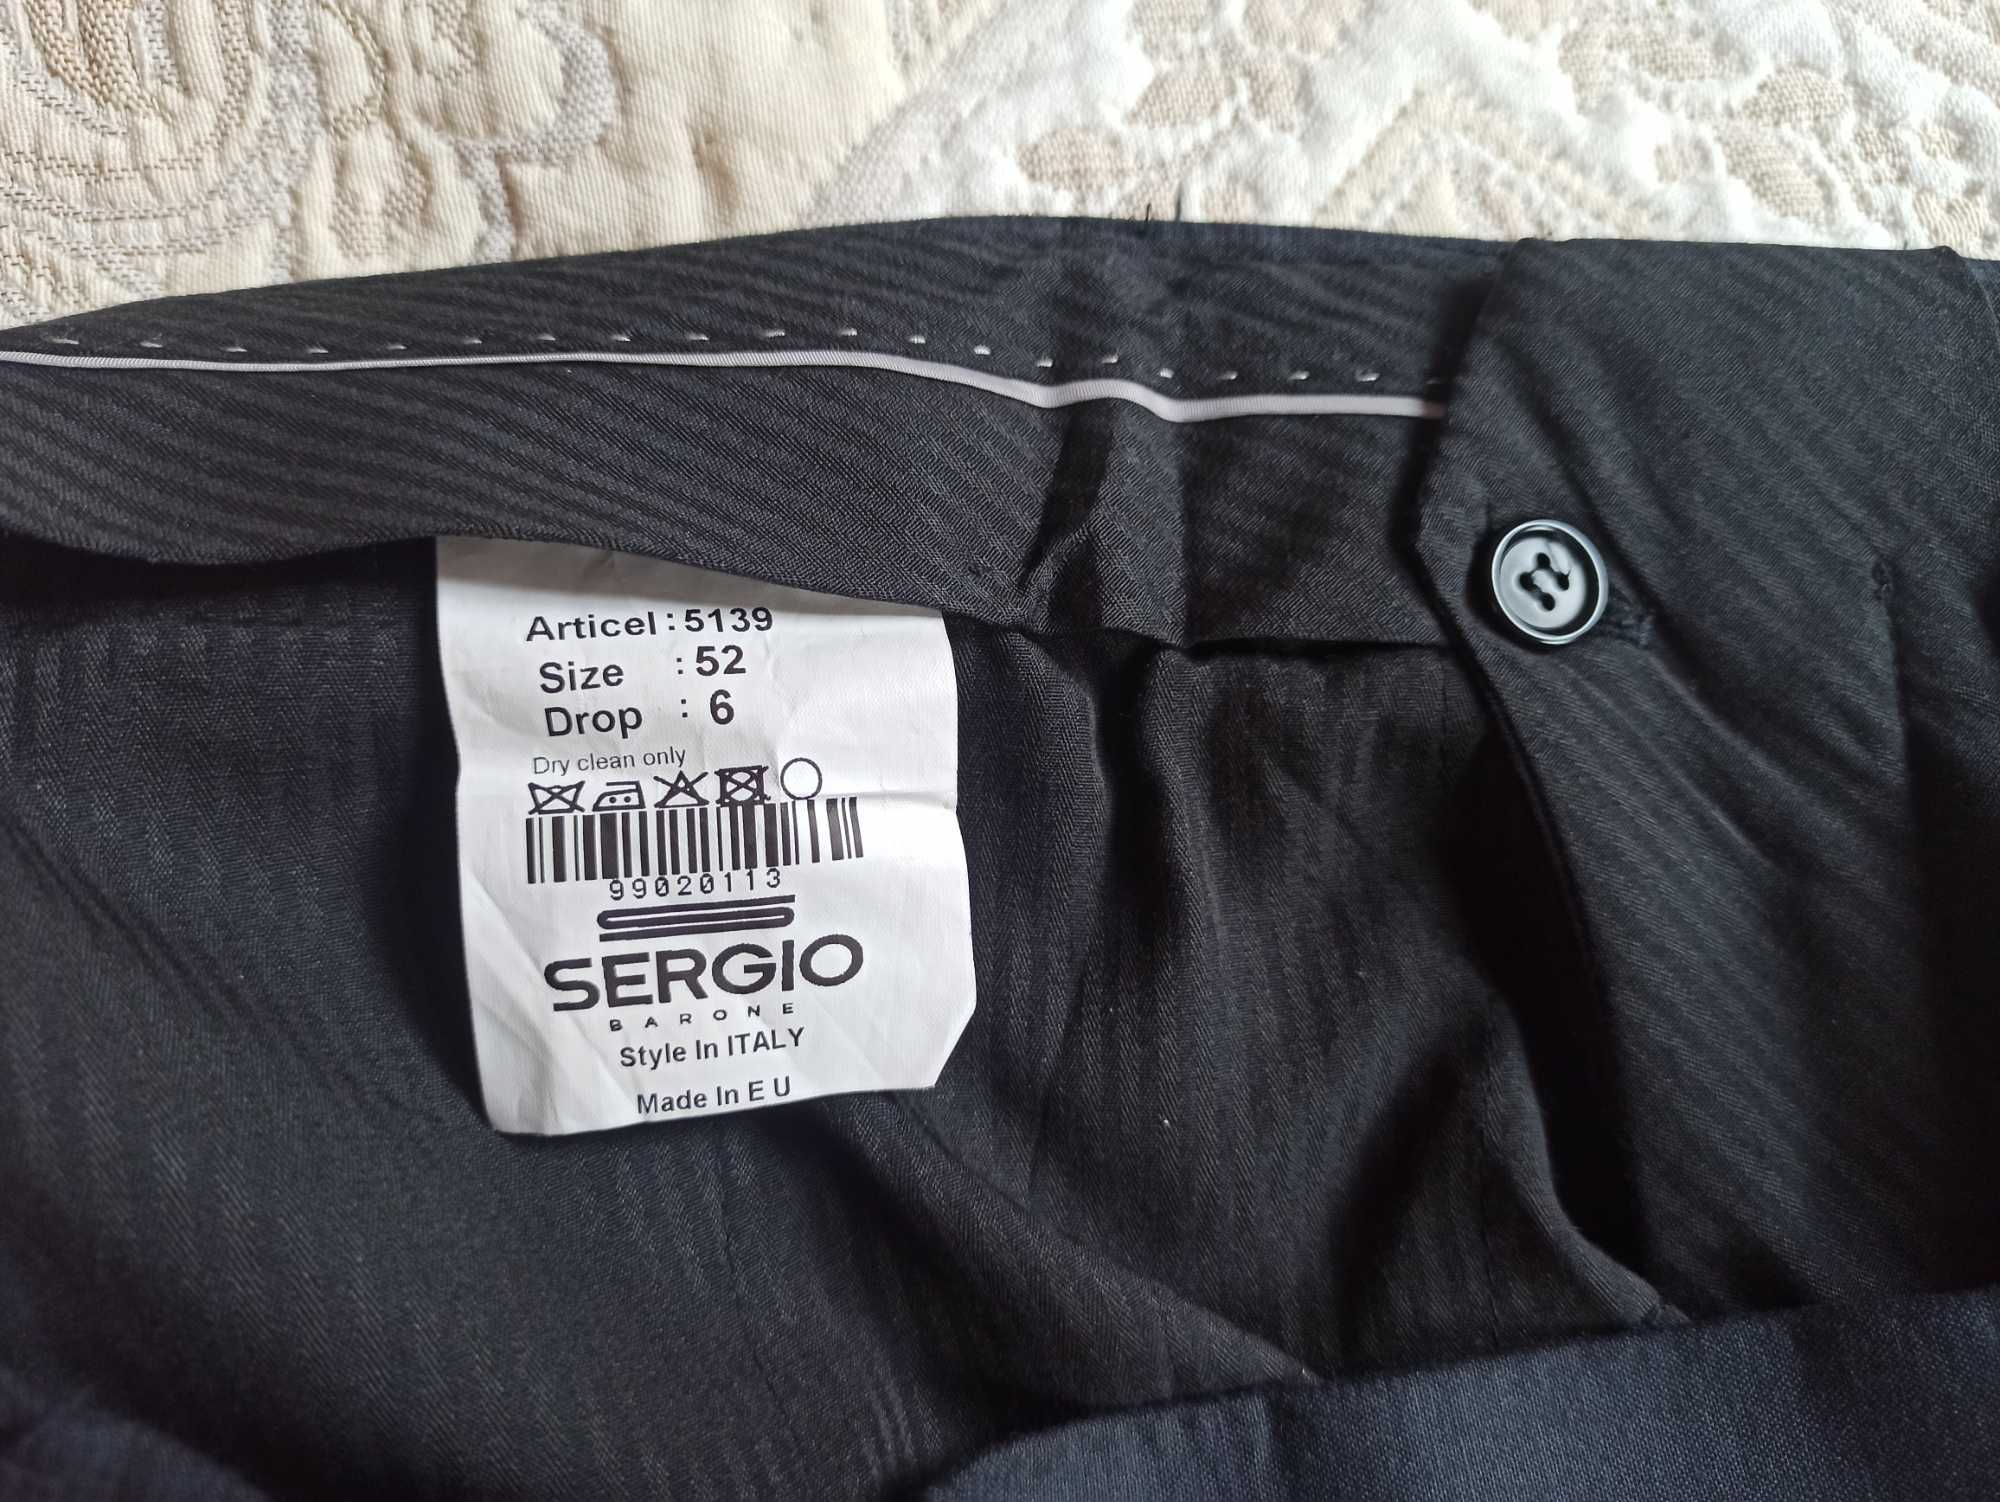 Articel : 5139
Size : 52
Drop : 6
Dry clean only
99020113
SERGIO
BARONE
Style In ITALY
Made In E U